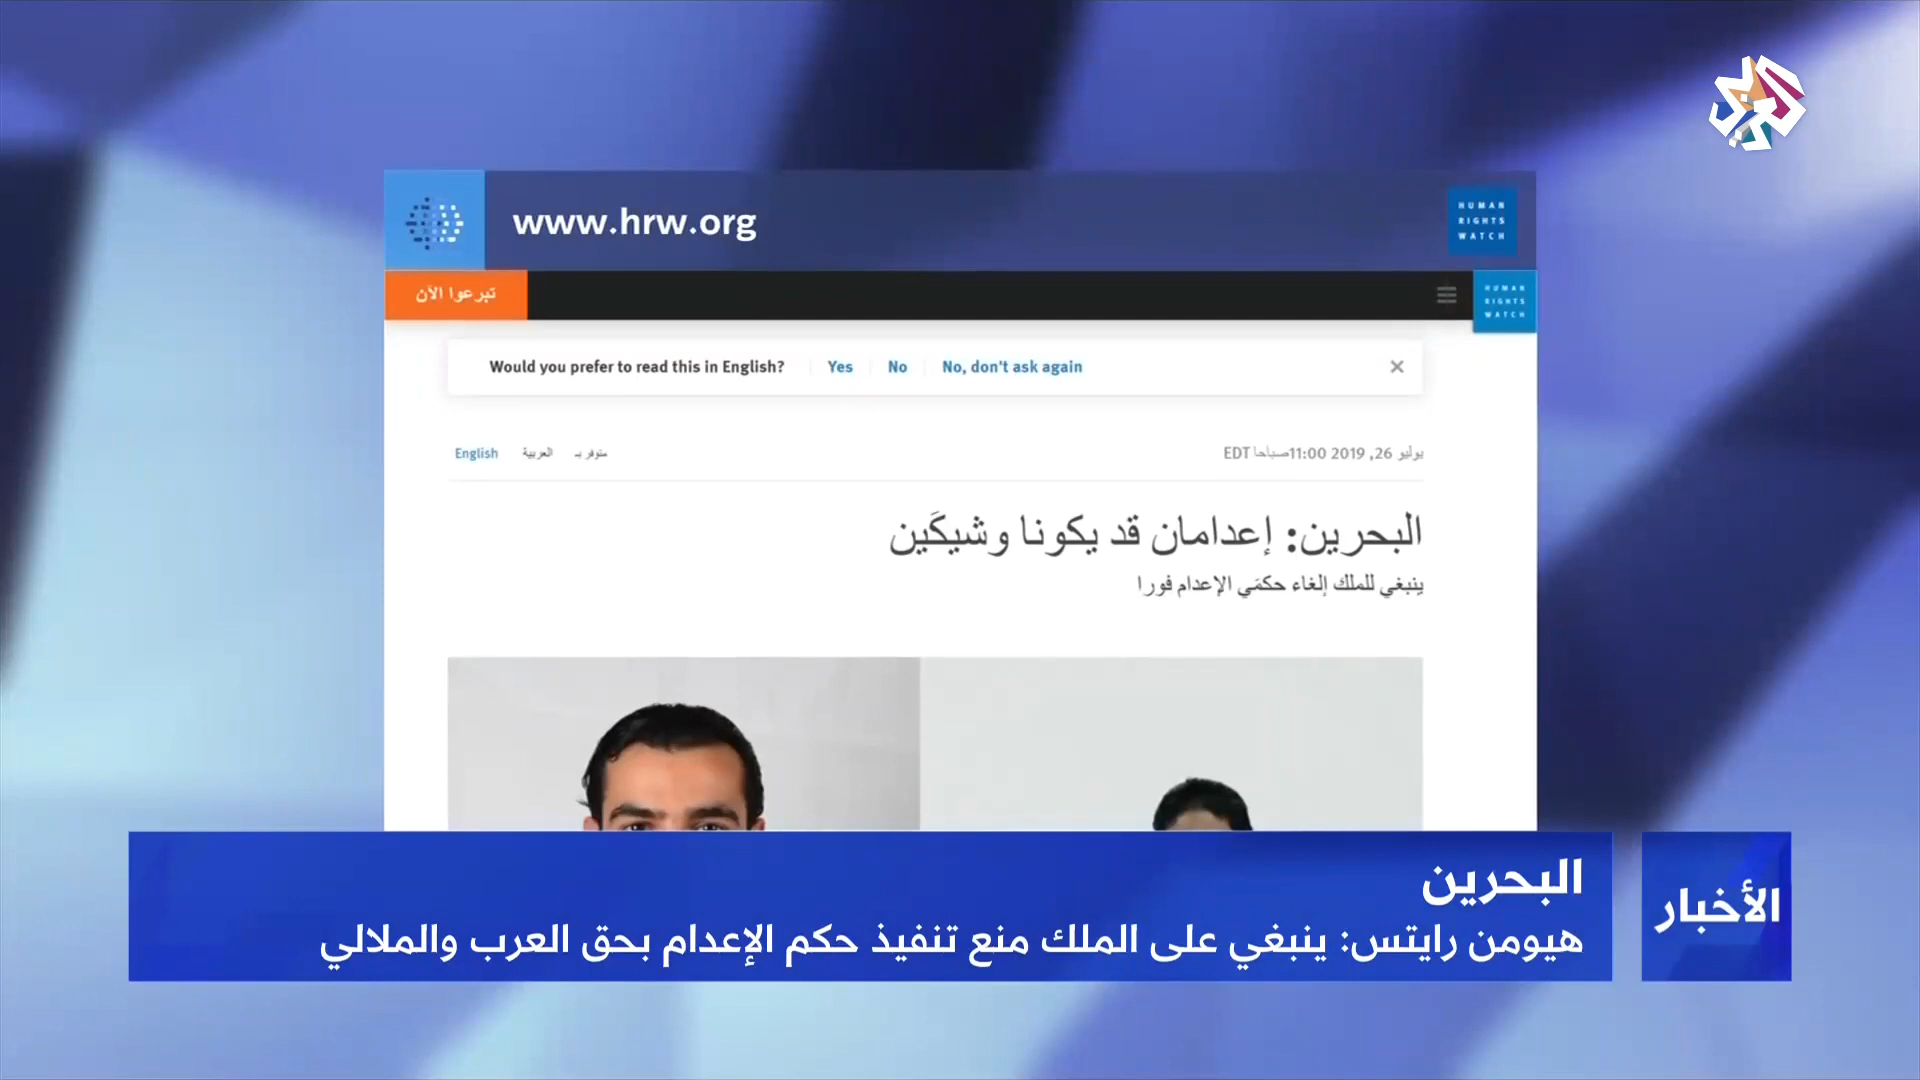 www.hrw.org
HUMAN
RIGHTS
WATCH
تبرعوا الآن
HUMAN
RIGHTS
WATCH
Would you prefer to read this in English? Yes No No, don't ask again
يوليو 26, 2019 11:00صباحا EDT
متوفر بـ العربية English
البحرين: إعدامان قد يكونا وشيكَين
ينبغي للملك إلغاء حكمَي الإعدام فورا
الأخبار
البحرين
هيومن رايتس: ينبغي على الملك منع تنفيذ حكم الإعدام بحق العرب والملالي